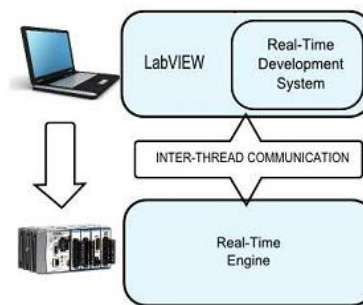 LabVIEW
Real-Time
Development
System
INTER-THREAD COMMUNICATION
Real-Time
Engine